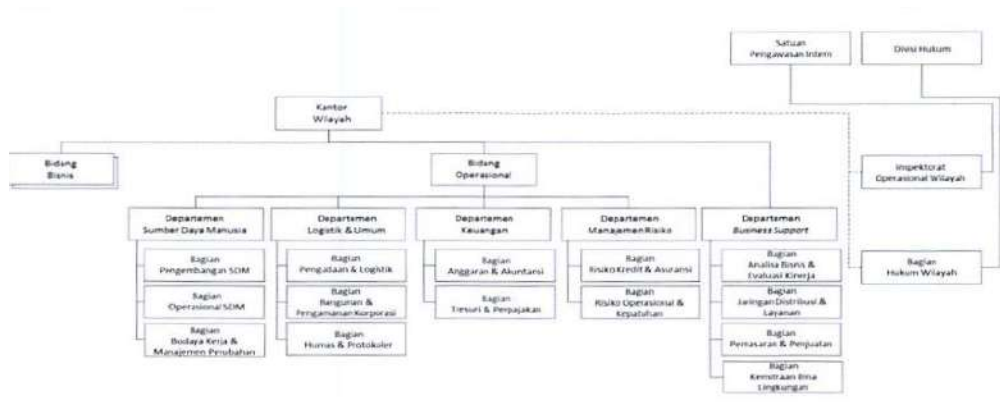 Satuan
Pengawasan Intern
Divisi Hukum
Kantor
Wilayah
Bidang
Bisnis
Bidang
Operasional
Inspektorat
Operasional Wilayah
Departemen
Sumber Daya Manusia
Departemen
Logistik & Umum
Departemen
Keuangan
Departemen
Manajemen Risiko
Departemen
Business Support
Bagian
Hukum Wilayah
Bagian
Pengembangan SDM
Bagian
Operasional SDM
Bagian
Budaya Kerja &
Manajemen Perubahan
Bagian
Pengadaan & Logistik
Bagian
Bangunan &
Pengamanan Korporasi
Bagian
Humas & Protokoler
Bagian
Anggaran & Akuntansi
Bagian
Tresuri & Perpajakan
Bagian
Risiko Kredit & Asuransi
Bagian
Risiko Operasional &
Kepatuhan
Bagian
Analisa Bisnis &
Evaluasi Kinerja
Bagian
Jaringan Distribusi &
Layanan
Bagian
Pemasaran & Penjualan
Bagian
Kemitraan Bina
Lingkungan